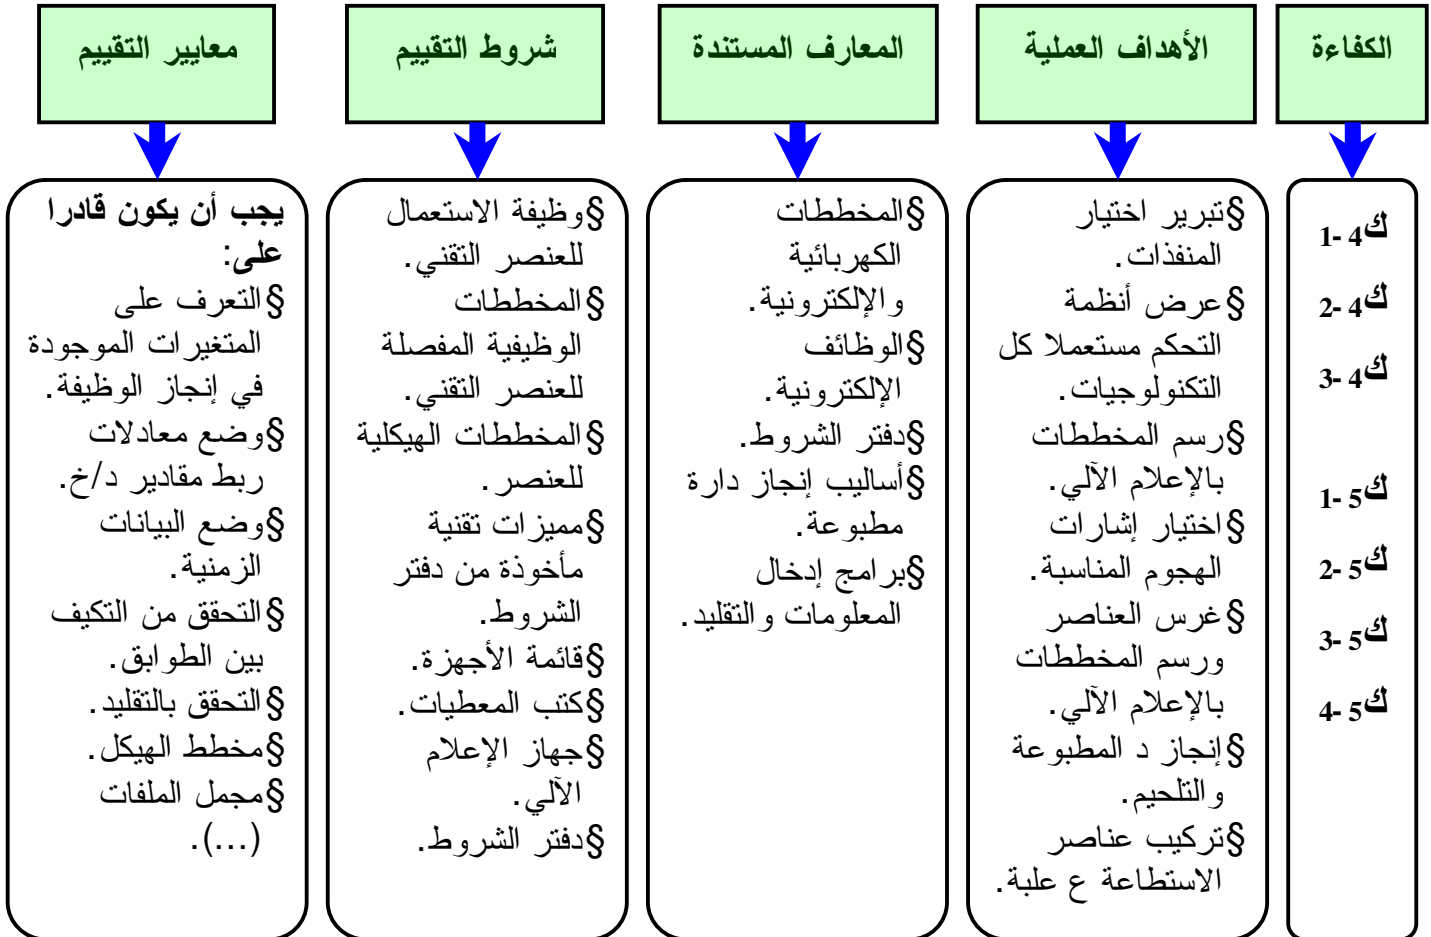 الكفاءة
الأهداف العملية
المعارف المستندة
شروط التقييم
معايير التقييم
ك4 -1
ك4 -2
ك4 -3
ك5 -1
ك5 -2
ك5 -3
ك5 -4
§تبرير اختيار
المنفذات.
§عرض أنظمة
التحكم مستعملا كل
التكنولوجيات.
§رسم المخططات
بالإعلام الآلي.
§اختيار إشارات
الهجوم المناسبة.
§غرس العناصر
ورسم المخططات
بالإعلام الآلي.
§إنجاز د المطبوعة
والتلحيم.
§تركيب عناصر
الاستطاعة ع علبة.
§المخططات
الكهربائية
والإلكترونية.
§الوظائف
الإلكترونية.
§دفتر الشروط.
§أساليب إنجاز دارة
مطبوعة.
§برامج إدخال
المعلومات والتقليد.
§وظيفة الاستعمال
للعنصر التقني.
§المخططات
الوظيفية المفصلة
للعنصر التقني.
§المخططات الهيكلية
للعنصر.
§مميزات تقنية
مأخوذة من دفتر
الشروط.
§قائمة الأجهزة.
§كتب المعطيات.
§جهاز الإعلام
الآلي.
§دفتر الشروط.
يجب أن يكون قادرا
على:
§التعرف على
المتغيرات الموجودة
في إنجاز الوظيفة.
§وضع معادلات
ربط مقادير د/خ.
§وضع البيانات
الزمنية.
§التحقق من التكيف
بين الطوابق.
§التحقق بالتقليد.
§مخطط الهيكل.
§مجمل الملفات
(...).